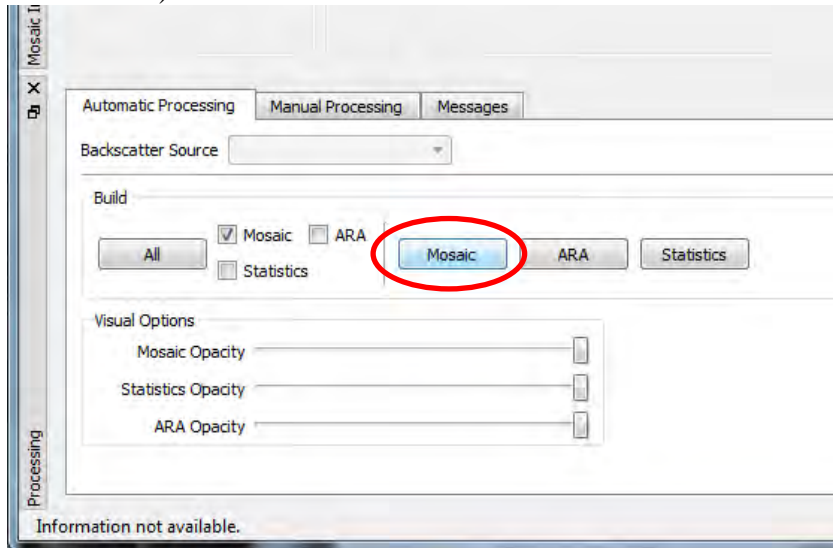 Mosaic I
Automatic Processing Manual Processing Messages
Backscatter Source
Build
All Mosaic ARA Mosaic ARA Statistics
Statistics
Visual Options
Mosaic Opacity
Statistics Opacity
ARA Opacity
Processing
Information not available.